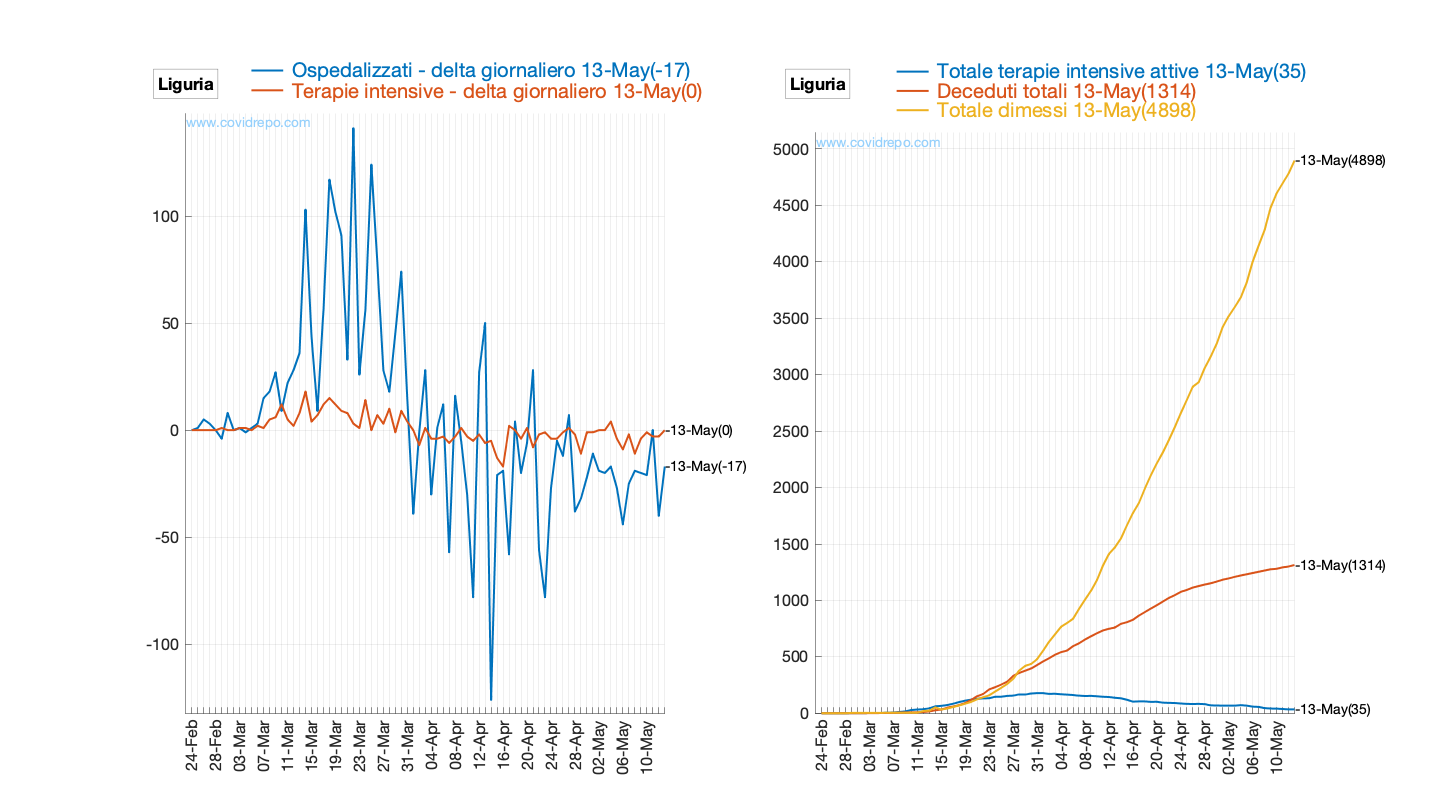 Liguria
Ospedalizzati - delta giornaliero 13-May(-17)
Terapie intensive - delta giornaliero 13-May(0)
www.covidrepo.com
100
50
0
-50
-100
-13-May(0)
-13-May(-17)
24-Feb
28-Feb
03-Mar
07-Mar
11-Mar
15-Mar
19-Mar
23-Mar
27-Mar
31-Mar
04-Apr
08-Apr
12-Apr
16-Apr
20-Apr
24-Apr
28-Apr
02-May
06-May
10-May
Liguria
Totale terapie intensive attive 13-May(35)
Deceduti totali 13-May(1314)
Totale dimessi 13-May(4898)
www.covidrepo.com
5000
4500
4000
3500
3000
2500
2000
1500
1000
500
0
-13-May(4898)
-13-May(1314)
-13-May(35)
24-Feb
28-Feb
03-Mar
07-Mar
11-Mar
15-Mar
19-Mar
23-Mar
27-Mar
31-Mar
04-Apr
08-Apr
12-Apr
16-Apr
20-Apr
24-Apr
28-Apr
02-May
06-May
10-May